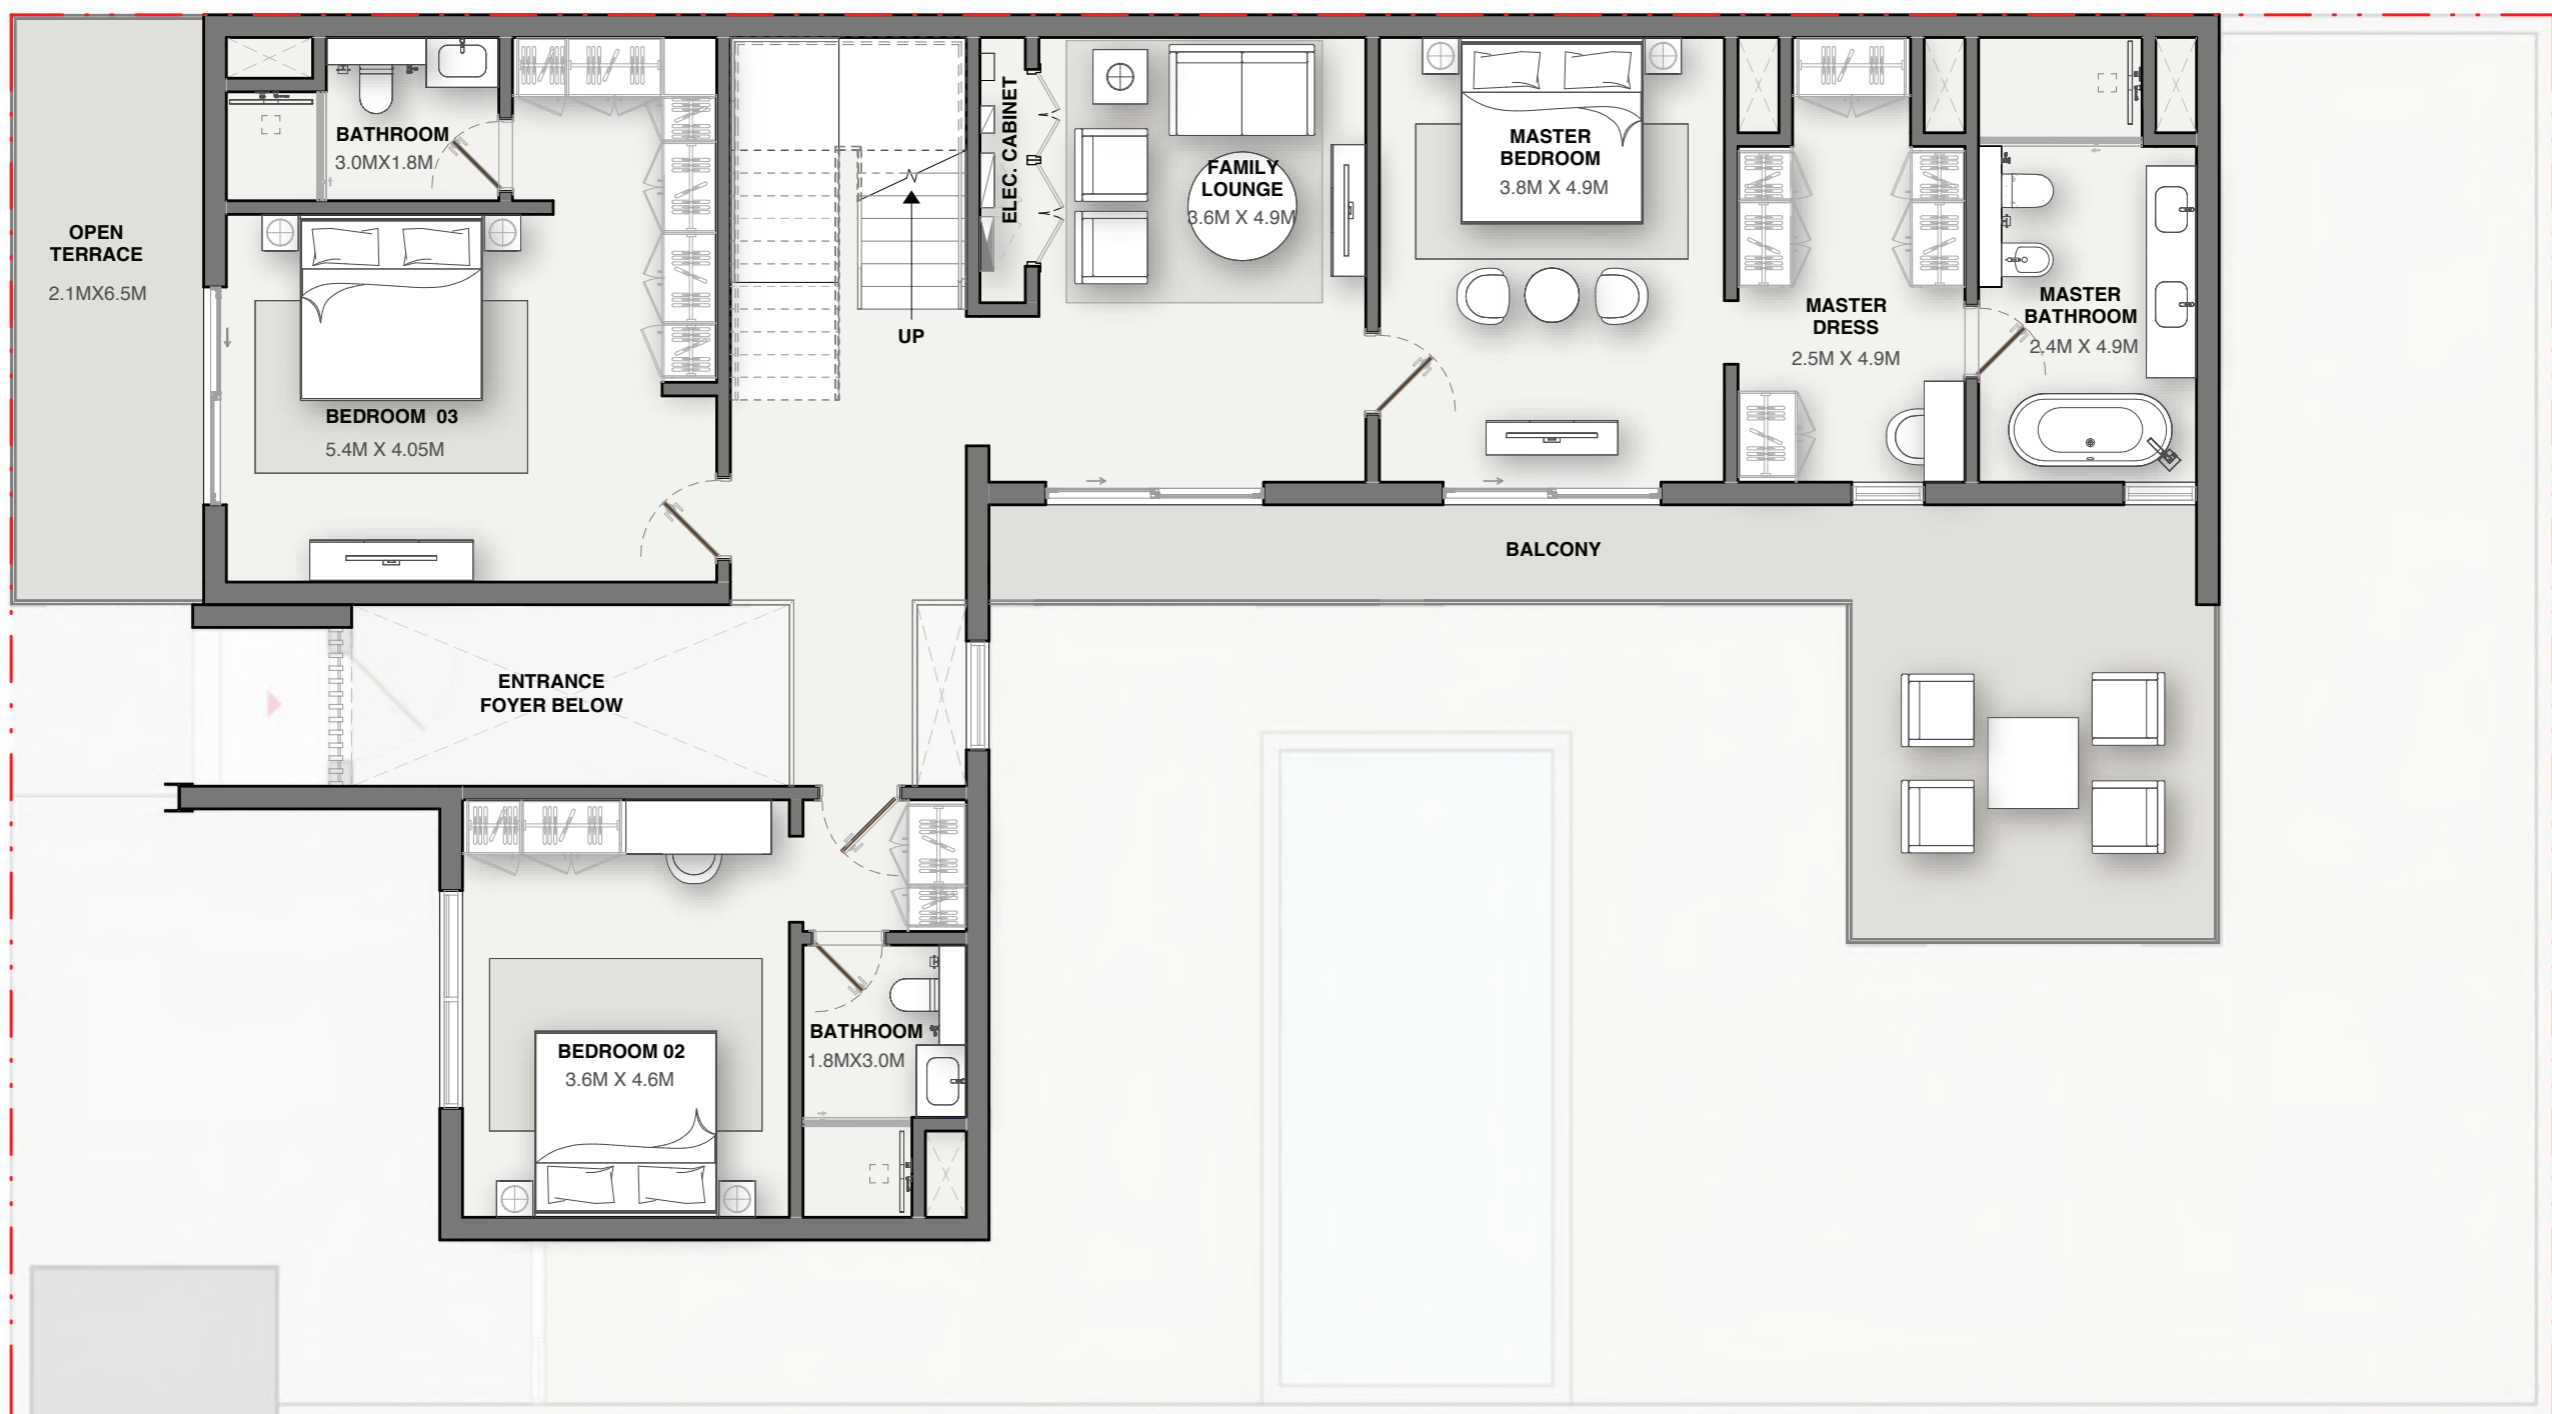 OPEN
TERRACE
2.1MX6.5M
BATHROOM
3.0MX1.8M
BEDROOM  03
5.4M X 4.05M
UP
ELEC. CABINET
FAMILY
LOUNGE
3.6M X 4.9M
MASTER
BEDROOM
3.8M X 4.9M
MASTER
DRESS
2.5M X 4.9M
MASTER
BATHROOM
2.4M X 4.9M
BALCONY
ENTRANCE
FOYER BELOW
BEDROOM 02
3.6M X 4.6M
BATHROOM
1.8MX3.0M